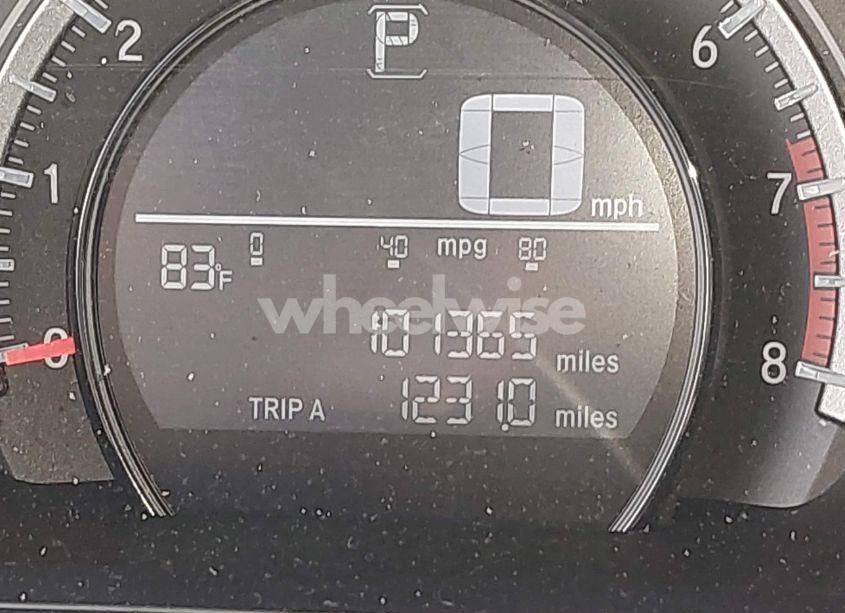 P
2 6
0 mph
1 7
0 40 mpg 80
83°F
wheelwise
101365 miles
0 8
TRIP A 1231.0 miles